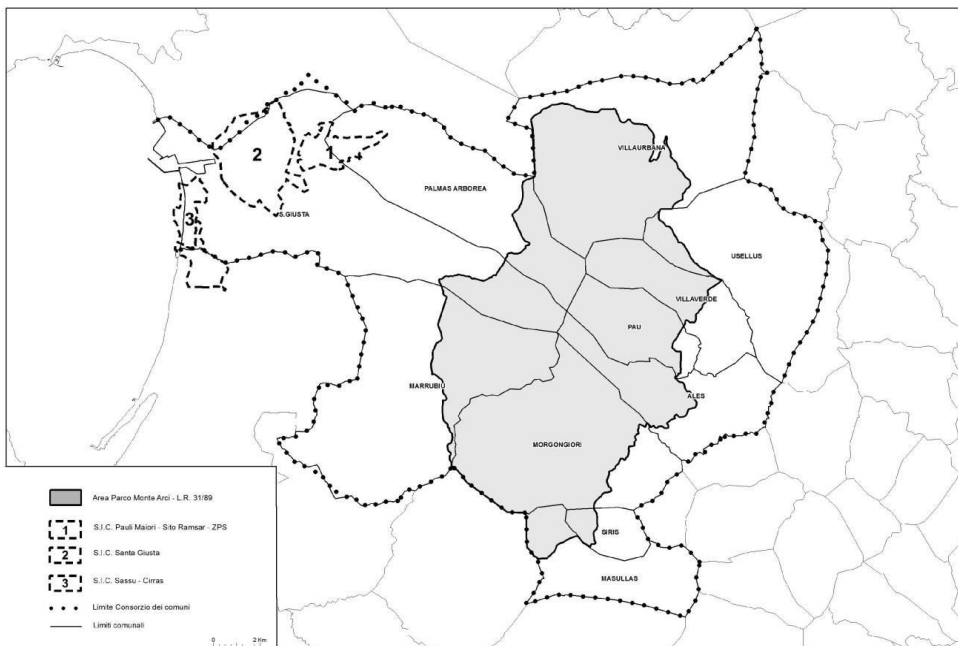 VILLAURBANA
2
1
PALMAS ARBOREA
3
S.GIUSTA
USELLUS
VILLAVERDE
PAU
MARRUBIU
ALES
MORGONGIORI
SIRIS
MASULLAS
Area Parco Monte Arci - L.R. 31/89
1 S.I.C. Pauli Maiori - Sito Ramsar - ZPS
2 S.I.C. Santa Giusta
3 S.I.C. Sassu - Cirras
Limite Consorzio dei comuni
Limiti comunali
0 2 Km